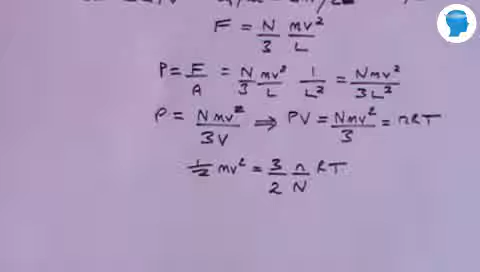 F = N/3 mv²/L
P = F/A = N/3 mv²/L 1/L² = Nmv²/3L²
P = Nmv²/3V ⟹ PV = Nmv²/3 = nRT
1/2 mv² = 3/2 n/N RT